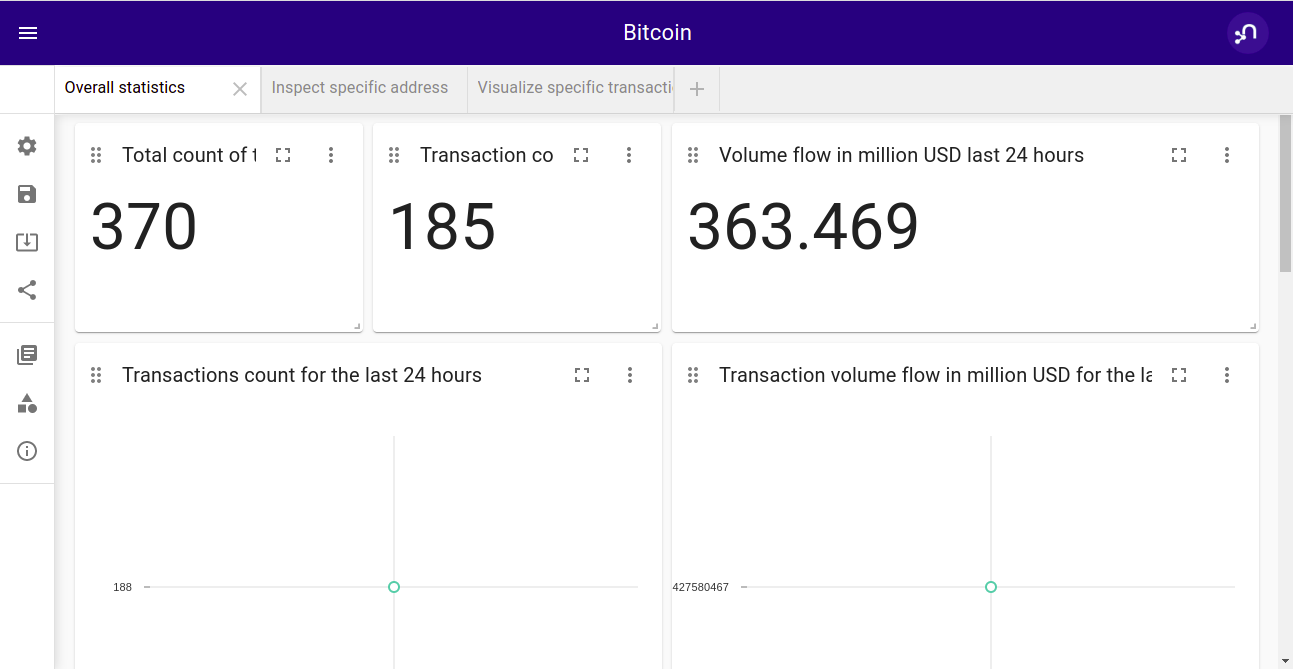 Bitcoin
Overall statistics
Inspect specific address
Visualize specific transacti
Total count of t
Transaction co
Volume flow in million USD last 24 hours
370
185
363.469
Transactions count for the last 24 hours
Transaction volume flow in million USD for the la
188
427580467